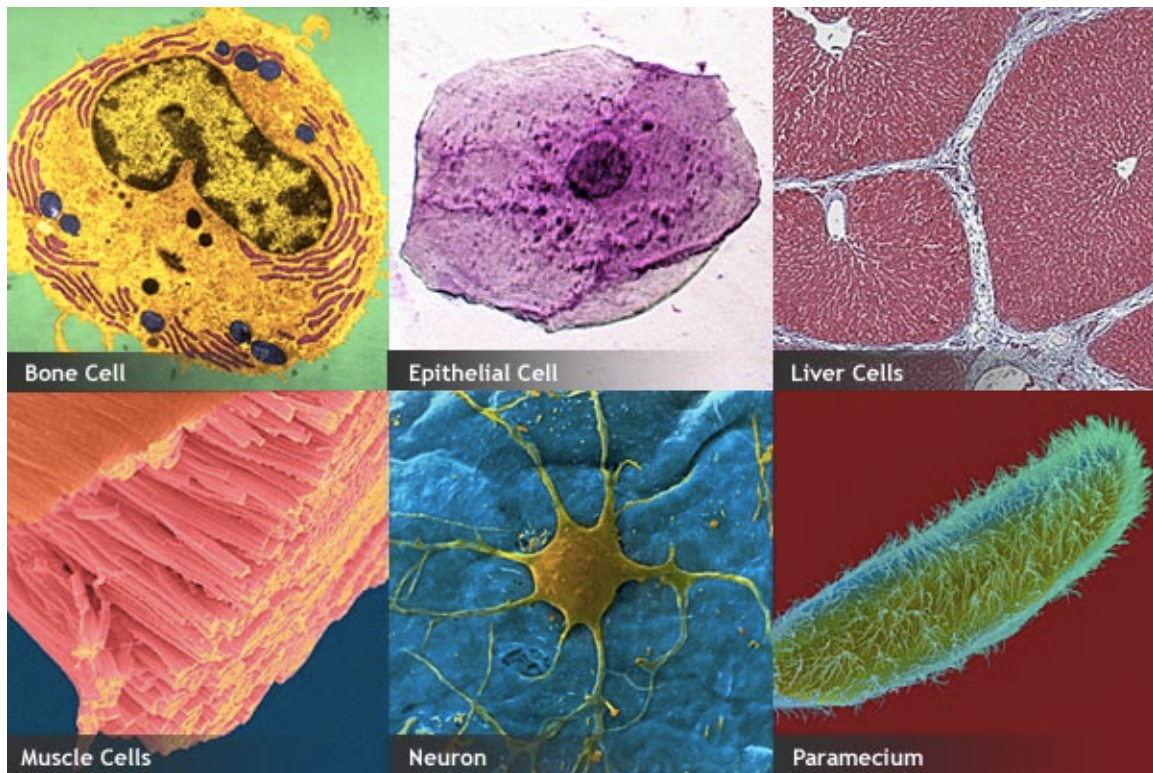 Bone Cell
Epithelial Cell
Liver Cells
Muscle Cells
Neuron
Paramecium